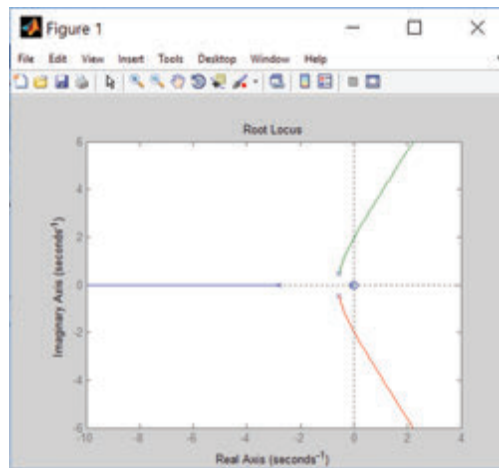 Figure 1
File Edit View Insert Tools Desktop Window Help
Root Locus
Imaginary Axis (seconds⁻¹)
6
4
2
0
-2
-4
-6
-10 -8 -6 -4 -2 0 2 4
Real Axis (seconds⁻¹)